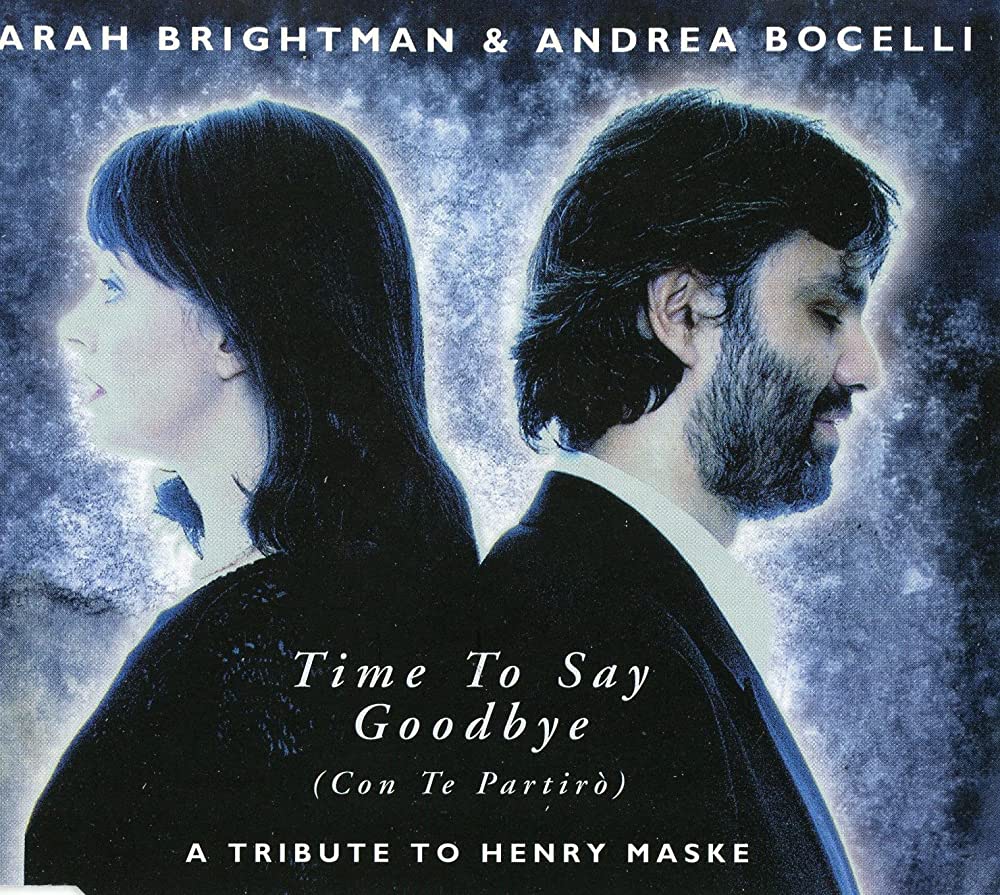 ARAH BRIGHTMAN & ANDREA BOCELLI
Time To Say
Goodbye
(Con Te Partirò)
A TRIBUTE TO HENRY MASKE